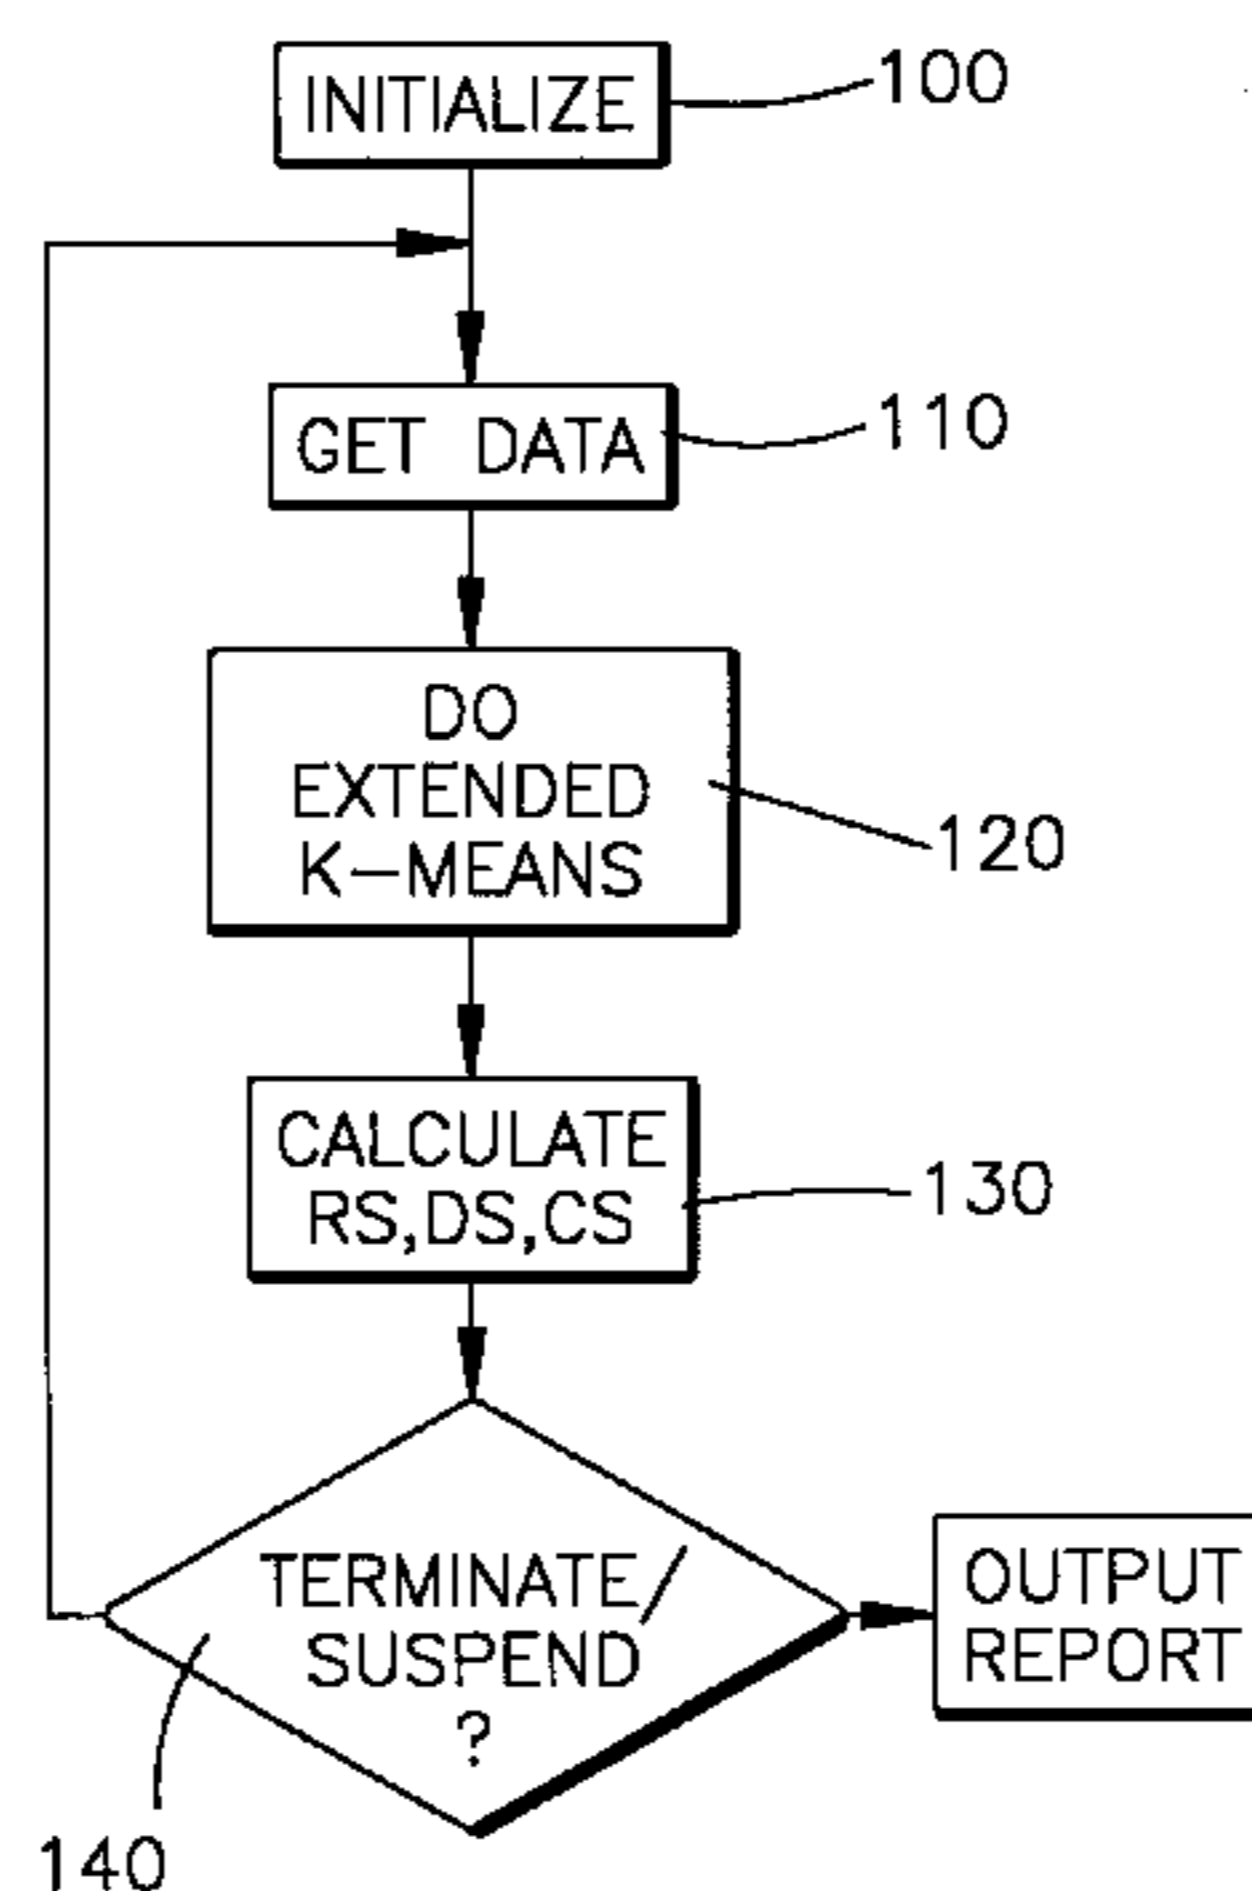 INITIALIZE
100
GET DATA
110
DO
EXTENDED
K-MEANS
120
CALCULATE
RS,DS,CS
130
TERMINATE/
SUSPEND
?
140
OUTPUT
REPORT